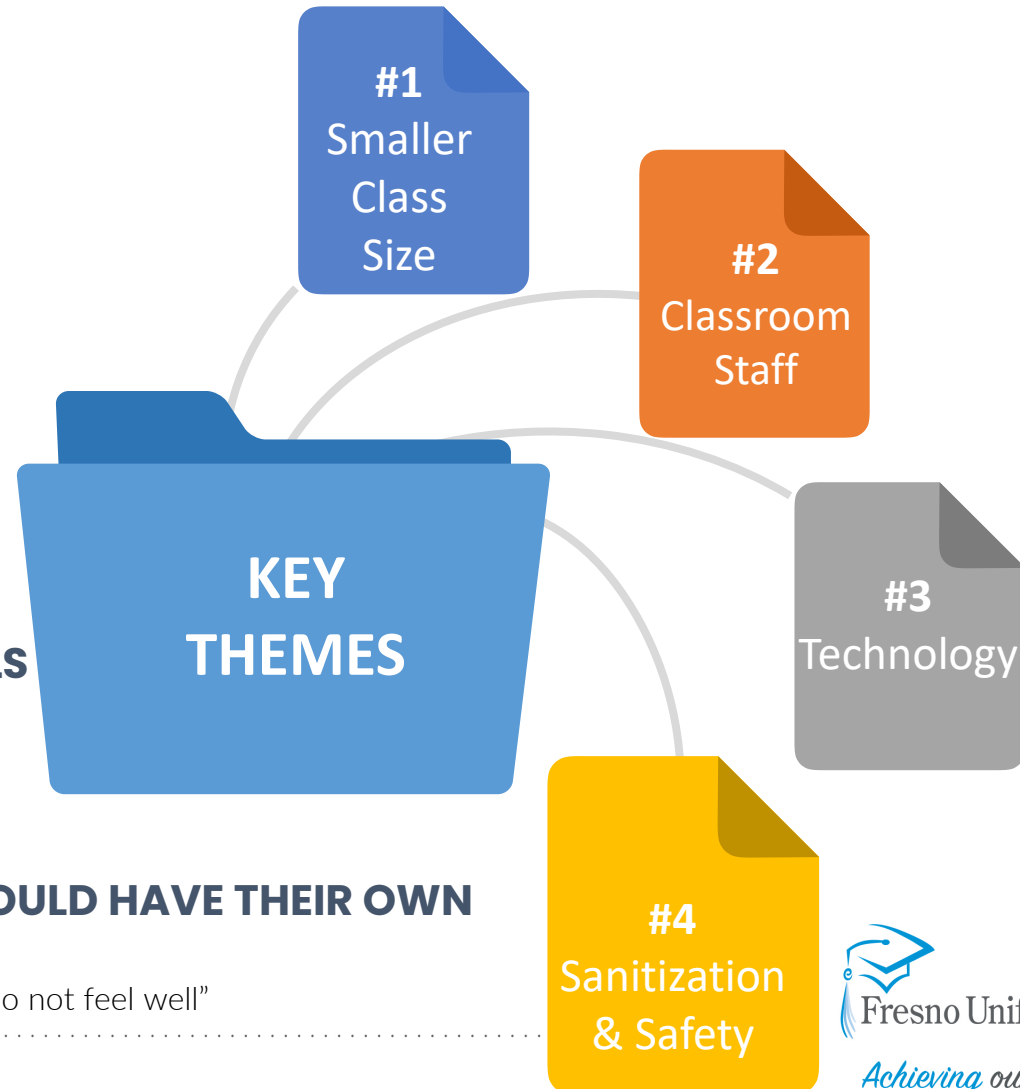 #1
Smaller
Class
Size
#2
Classroom
Staff
KEY
THEMES
#3
Technology
LS
OULD HAVE THEIR OWN
#4
Sanitization
& Safety
o not feel well”
Fresno Unif
Achieving ou